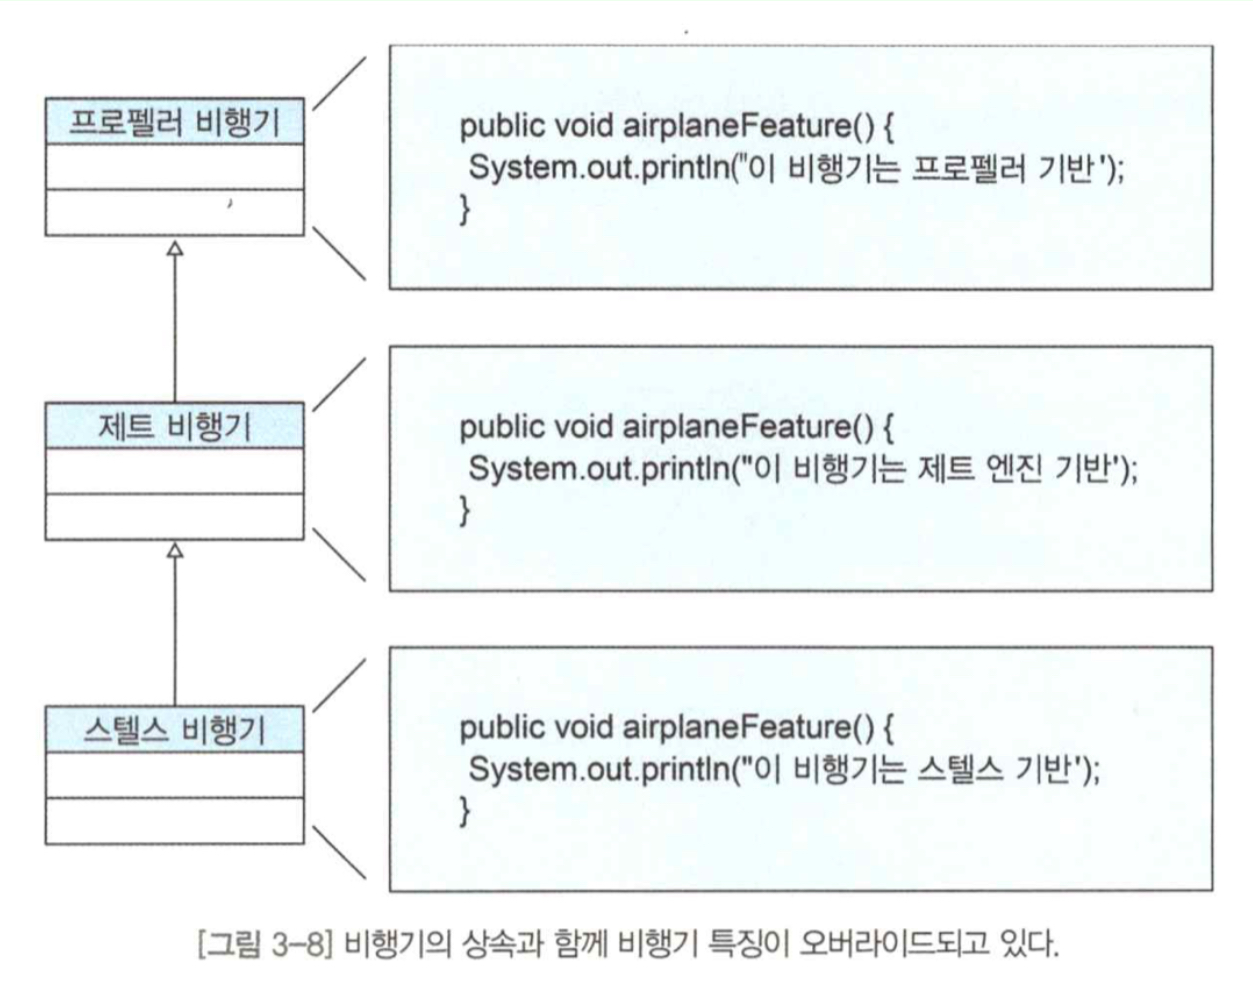 프로펠러 비행기
public void airplaneFeature() {
System.out.println("이 비행기는 프로펠러 기반');
}
제트 비행기
public void airplaneFeature() {
System.out.println("이 비행기는 제트 엔진 기반');
}
스텔스 비행기
public void airplaneFeature() {
System.out.println("이 비행기는 스텔스 기반');
}
[그림 3-8] 비행기의 상속과 함께 비행기 특징이 오버라이드되고 있다.